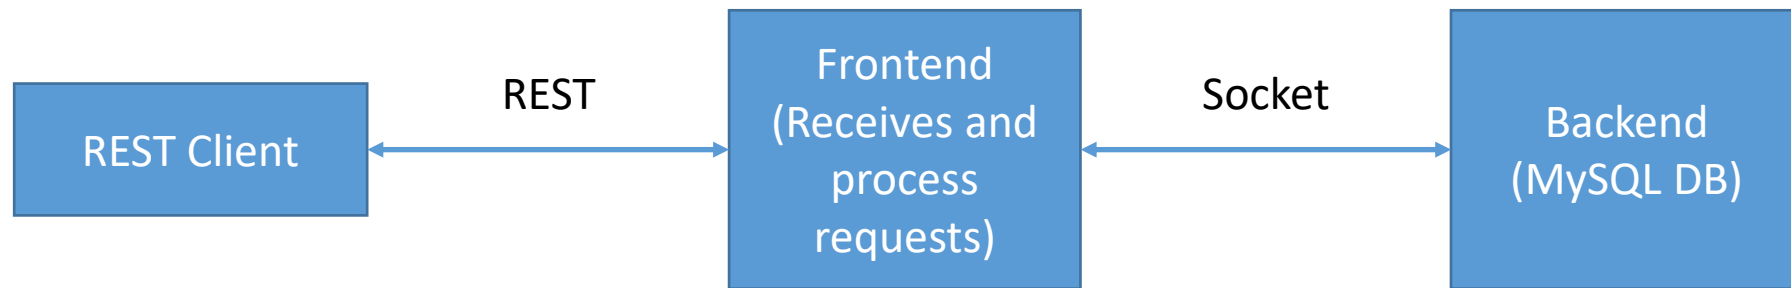 REST Client
REST
Frontend
(Receives and
process
requests)
Socket
Backend
(MySQL DB)